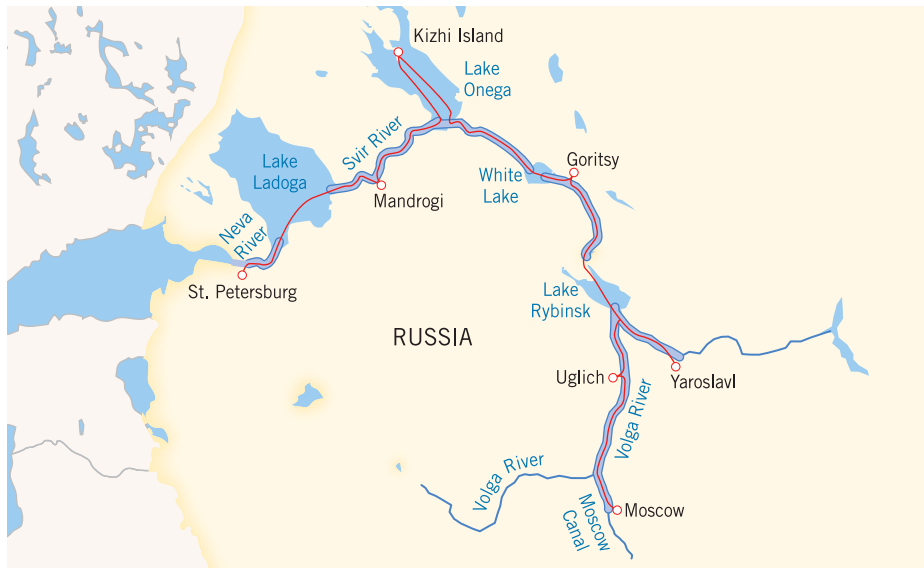 Kizhi Island
Lake
Onega
Svir River
Lake
Ladoga
Mandrogi
White
Lake
Goritsy
Neva
River
St. Petersburg
Lake
Rybinsk
RUSSIA
Uglich
Yaroslavl
Volga River
Volga River
Moscow
Canal
Moscow